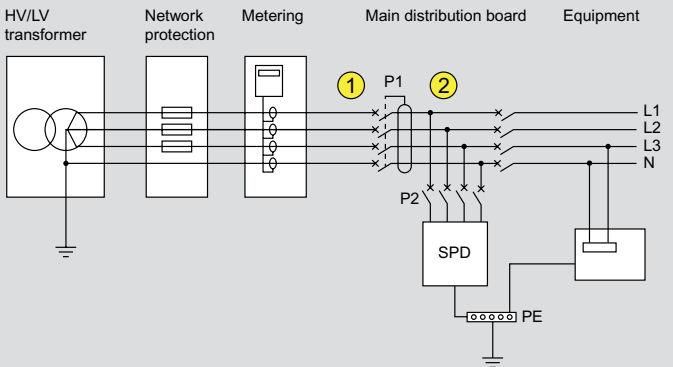 HV/LV
transformer
Network
protection
Metering
Main distribution board
Equipment
1
P1
2
L1
L2
L3
N
P2
SPD
PE